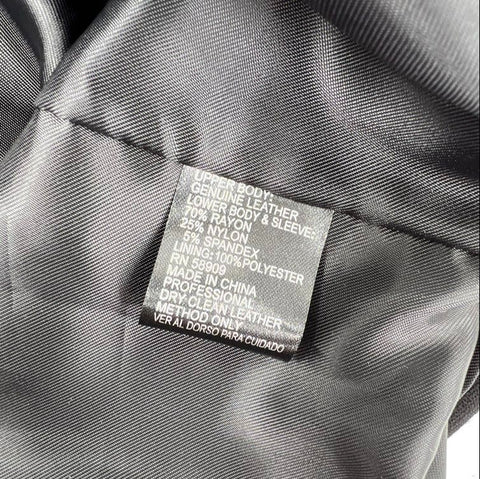 UPPER BODY:
GENUINE LEATHER
LOWER BODY & SLEEVE:
70% RAYON
25% NYLON
5% SPANDEX
LINING: 100% POLYESTER
RN 58909
MADE IN CHINA
PROFESSIONAL
DRY CLEAN LEATHER
METHOD ONLY
VER AL DORSO PARA CUIDADO